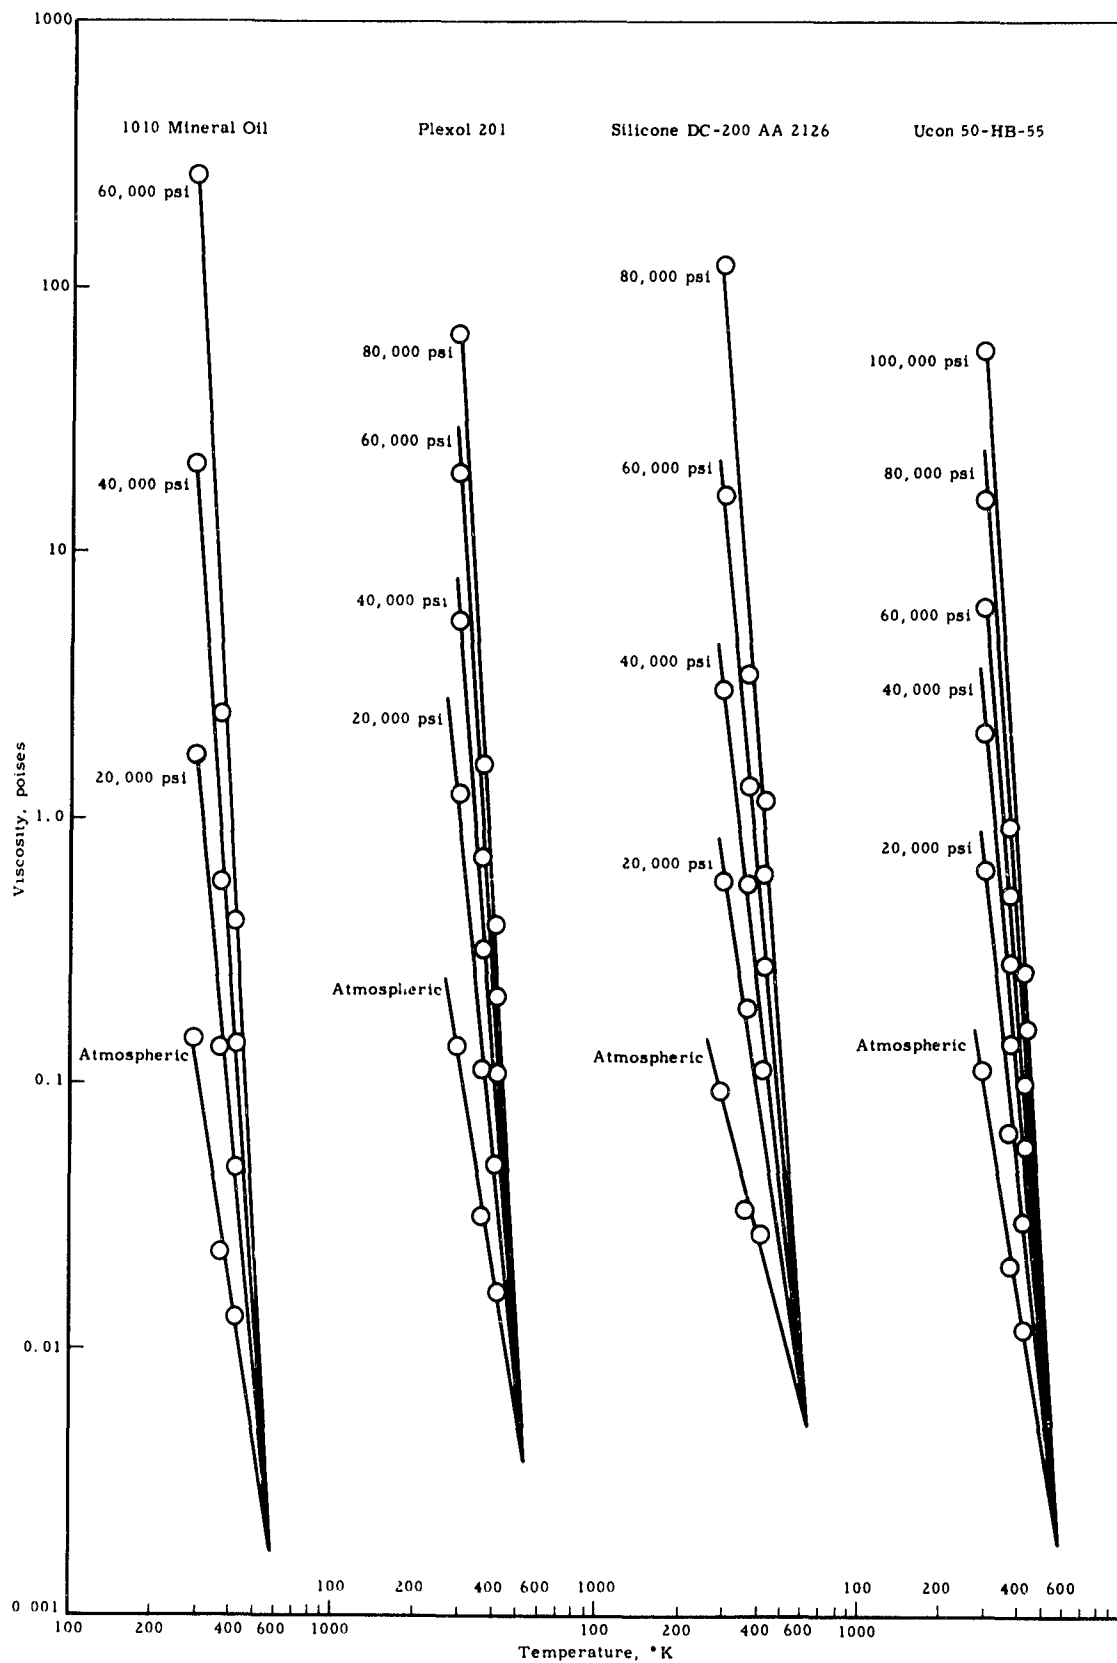 1000
1010 Mineral Oil Plexol 201 Silicone DC-200 AA 2126 Ucon 50-HB-55
60,000 psi
80,000 psi
100
80,000 psi
100,000 psi
60,000 psi
60,000 psi
80,000 psi
40,000 psi
10
40,000 psi
60,000 psi
40,000 psi
40,000 psi
20,000 psi
20,000 psi
1.0
Viscosity, poises
20,000 psi
20,000 psi
Atmospheric
Atmospheric
Atmospheric
Atmospheric
0.1
0.01
100 200 400 600 1000 100 200 400 600
0 001
100 200 400 600 1000 100 200 400 600 1000
Temperature, °K